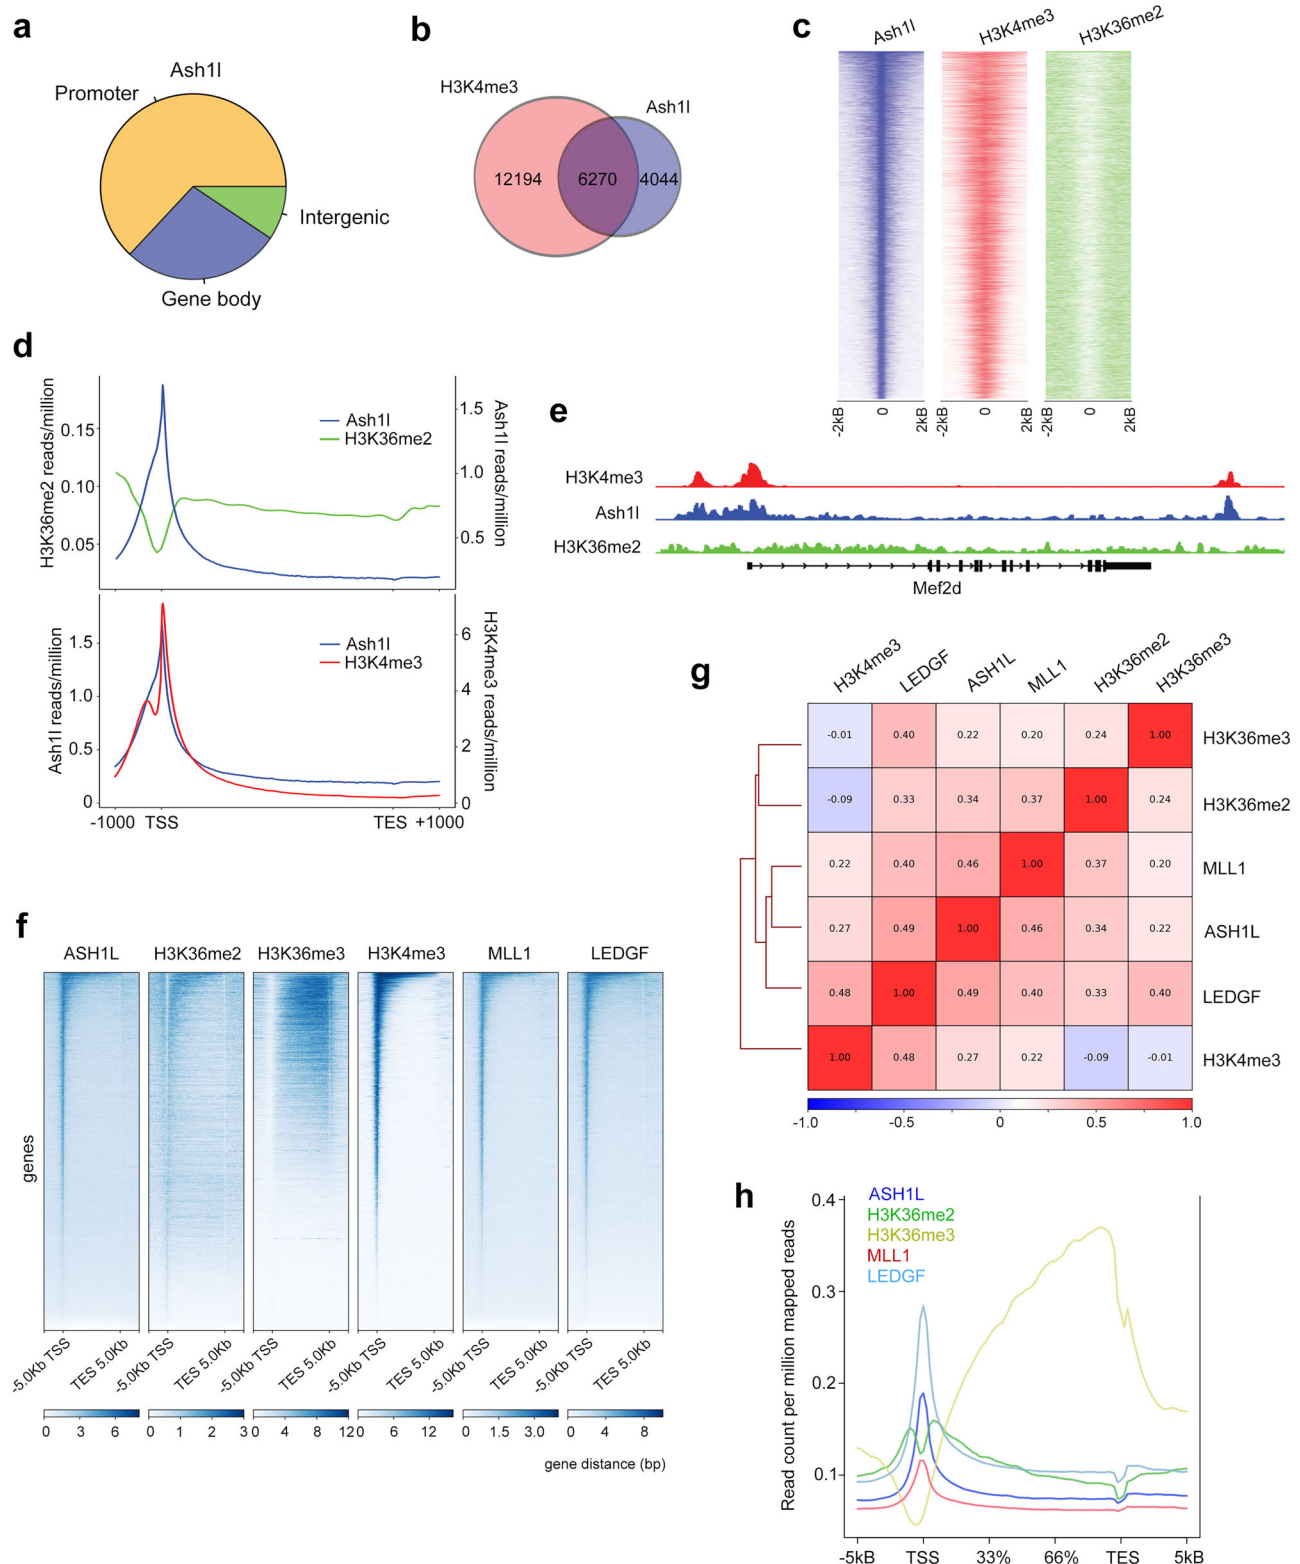 a
Ash1l
Promoter
Intergenic
Gene body
b
H3K4me3
Ash1l
12194 6270 4044
c
Ash1l H3K4me3 H3K36me2
-2kB 0 2kB -2kB 0 2kB -2kB 0 2kB
d
H3K36me2 reads/million
0.15
0.10
0.05
Ash1l
H3K36me2
1.5
1.0
0.5
Ash1l reads/million
Ash1l reads/million
1.5
1.0
0.5
0
Ash1l
H3K4me3
6
4
2
0
H3K4me3 reads/million
-1000 TSS TES +1000
e
H3K4me3
Ash1l
H3K36me2
Mef2d
f
ASH1L H3K36me2 H3K36me3 H3K4me3 MLL1 LEDGF
genes
-5.0Kb TSS TES 5.0Kb -5.0Kb TSS TES 5.0Kb -5.0Kb TSS TES 5.0Kb -5.0Kb TSS TES 5.0Kb -5.0Kb TSS TES 5.0Kb -5.0Kb TSS TES 5.0Kb
0 3 6 0 1 2 3 0 4 8 12 0 6 12 0 1.5 3.0 0 4 8
gene distance (bp)
g
H3K4me3 LEDGF ASH1L MLL1 H3K36me2 H3K36me3
-0.01 0.40 0.22 0.20 0.24 1.00 H3K36me3
-0.09 0.33 0.34 0.37 1.00 0.24 H3K36me2
0.22 0.40 0.46 1.00 0.37 0.20 MLL1
0.27 0.49 1.00 0.46 0.34 0.22 ASH1L
0.48 1.00 0.49 0.40 0.33 0.40 LEDGF
1.00 0.48 0.27 0.22 -0.09 -0.01 H3K4me3
-1.0 -0.5 0 0.5 1.0
h
Read count per million mapped reads
0.4
0.3
0.2
0.1
ASH1L
H3K36me2
H3K36me3
MLL1
LEDGF
-5kB TSS 33% 66% TES 5kB